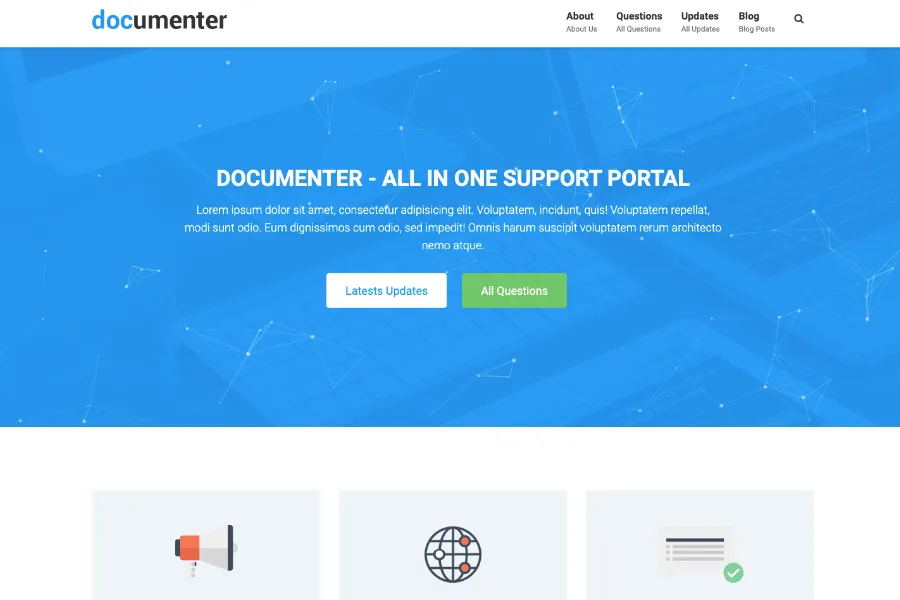 documenter
About Questions Updates Blog
About Us All Questions All Updates Blog Posts
DOCUMENTER - ALL IN ONE SUPPORT PORTAL
Lorem ipsum dolor sit amet, consectetur adipisicing elit. Voluptatem, incidunt, quis! Voluptatem repellat,
modi sunt odio. Eum dignissimos cum odio, sed impedit! Omnis harum suscipit voluptatem rerum architecto
nemo atque.
Latests Updates
All Questions